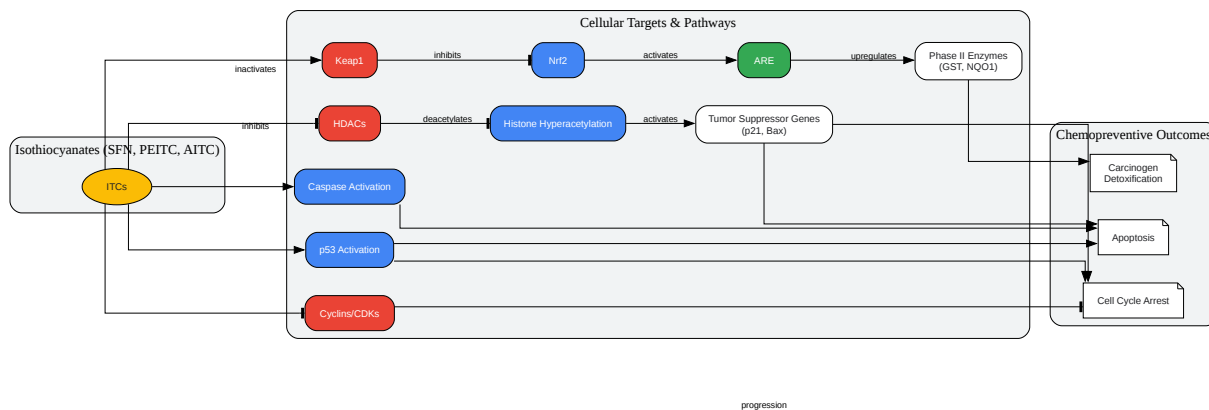 Cellular Targets & Pathways
Keap1
inhibits
Nrf2
activates
ARE
upregulates
Phase II Enzymes
(GST, NQO1)
inactivates
HDACs
deacetylates
Histone Hyperacetylation
activates
Tumor Suppressor Genes
(p21, Bax)
inhibits
Chemopreventive Outcomes
Isothiocyanates (SFN, PEITC, AITC)
Carcinogen
Detoxification
ITCs
Caspase Activation
Apoptosis
p53 Activation
Cell Cycle Arrest
Cyclins/CDKs
progression